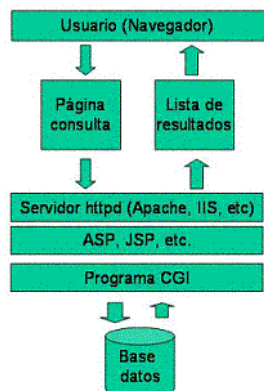 Usuario (Navegador)
Página
consulta
Lista de
resultados
Servidor httpd (Apache, IIS, etc)
ASP, JSP, etc.
Programa CGI
Base
datos